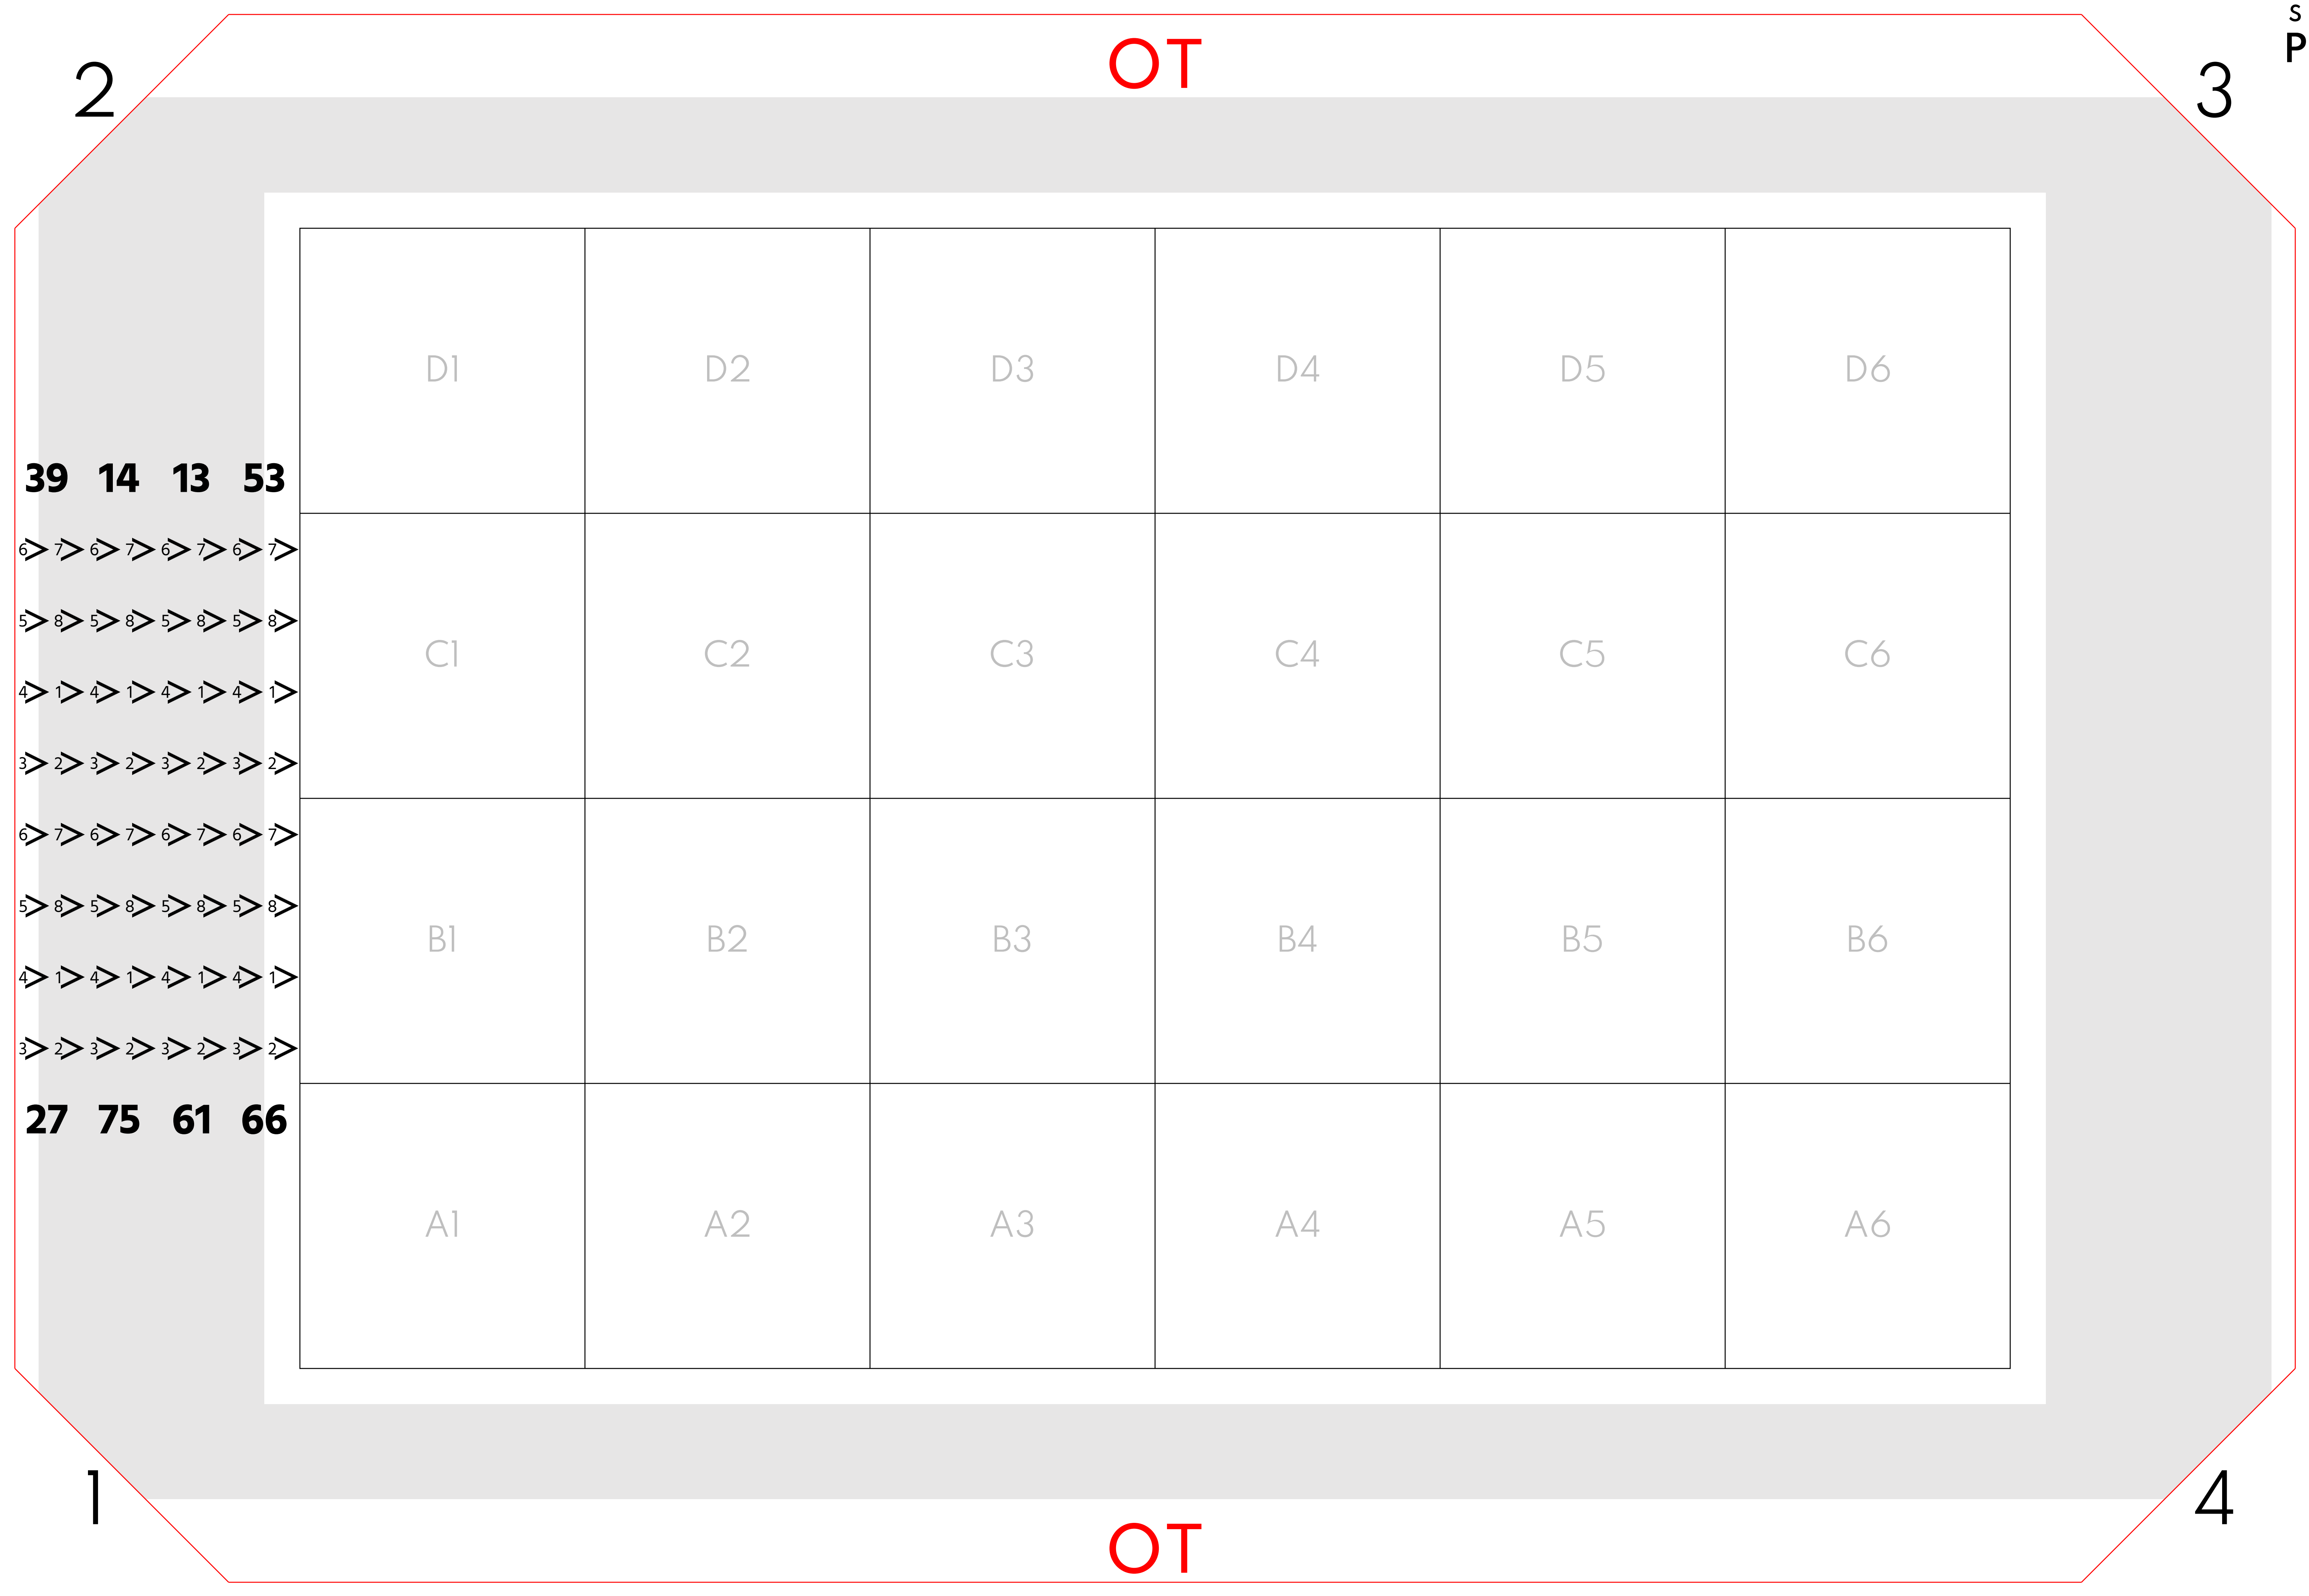 S
P
OT
2 3
D1 D2 D3 D4 D5 D6
39 14 13 53
6 7 6 7 6 7 6 7
5 8 5 8 5 8 5 8
C1 C2 C3 C4 C5 C6
4 1 4 1 4 1 4 1
3 2 3 2 3 2 3 2
6 7 6 7 6 7 6 7
5 8 5 8 5 8 5 8
B1 B2 B3 B4 B5 B6
4 1 4 1 4 1 4 1
3 2 3 2 3 2 3 2
27 75 61 66
A1 A2 A3 A4 A5 A6
1 4
OT